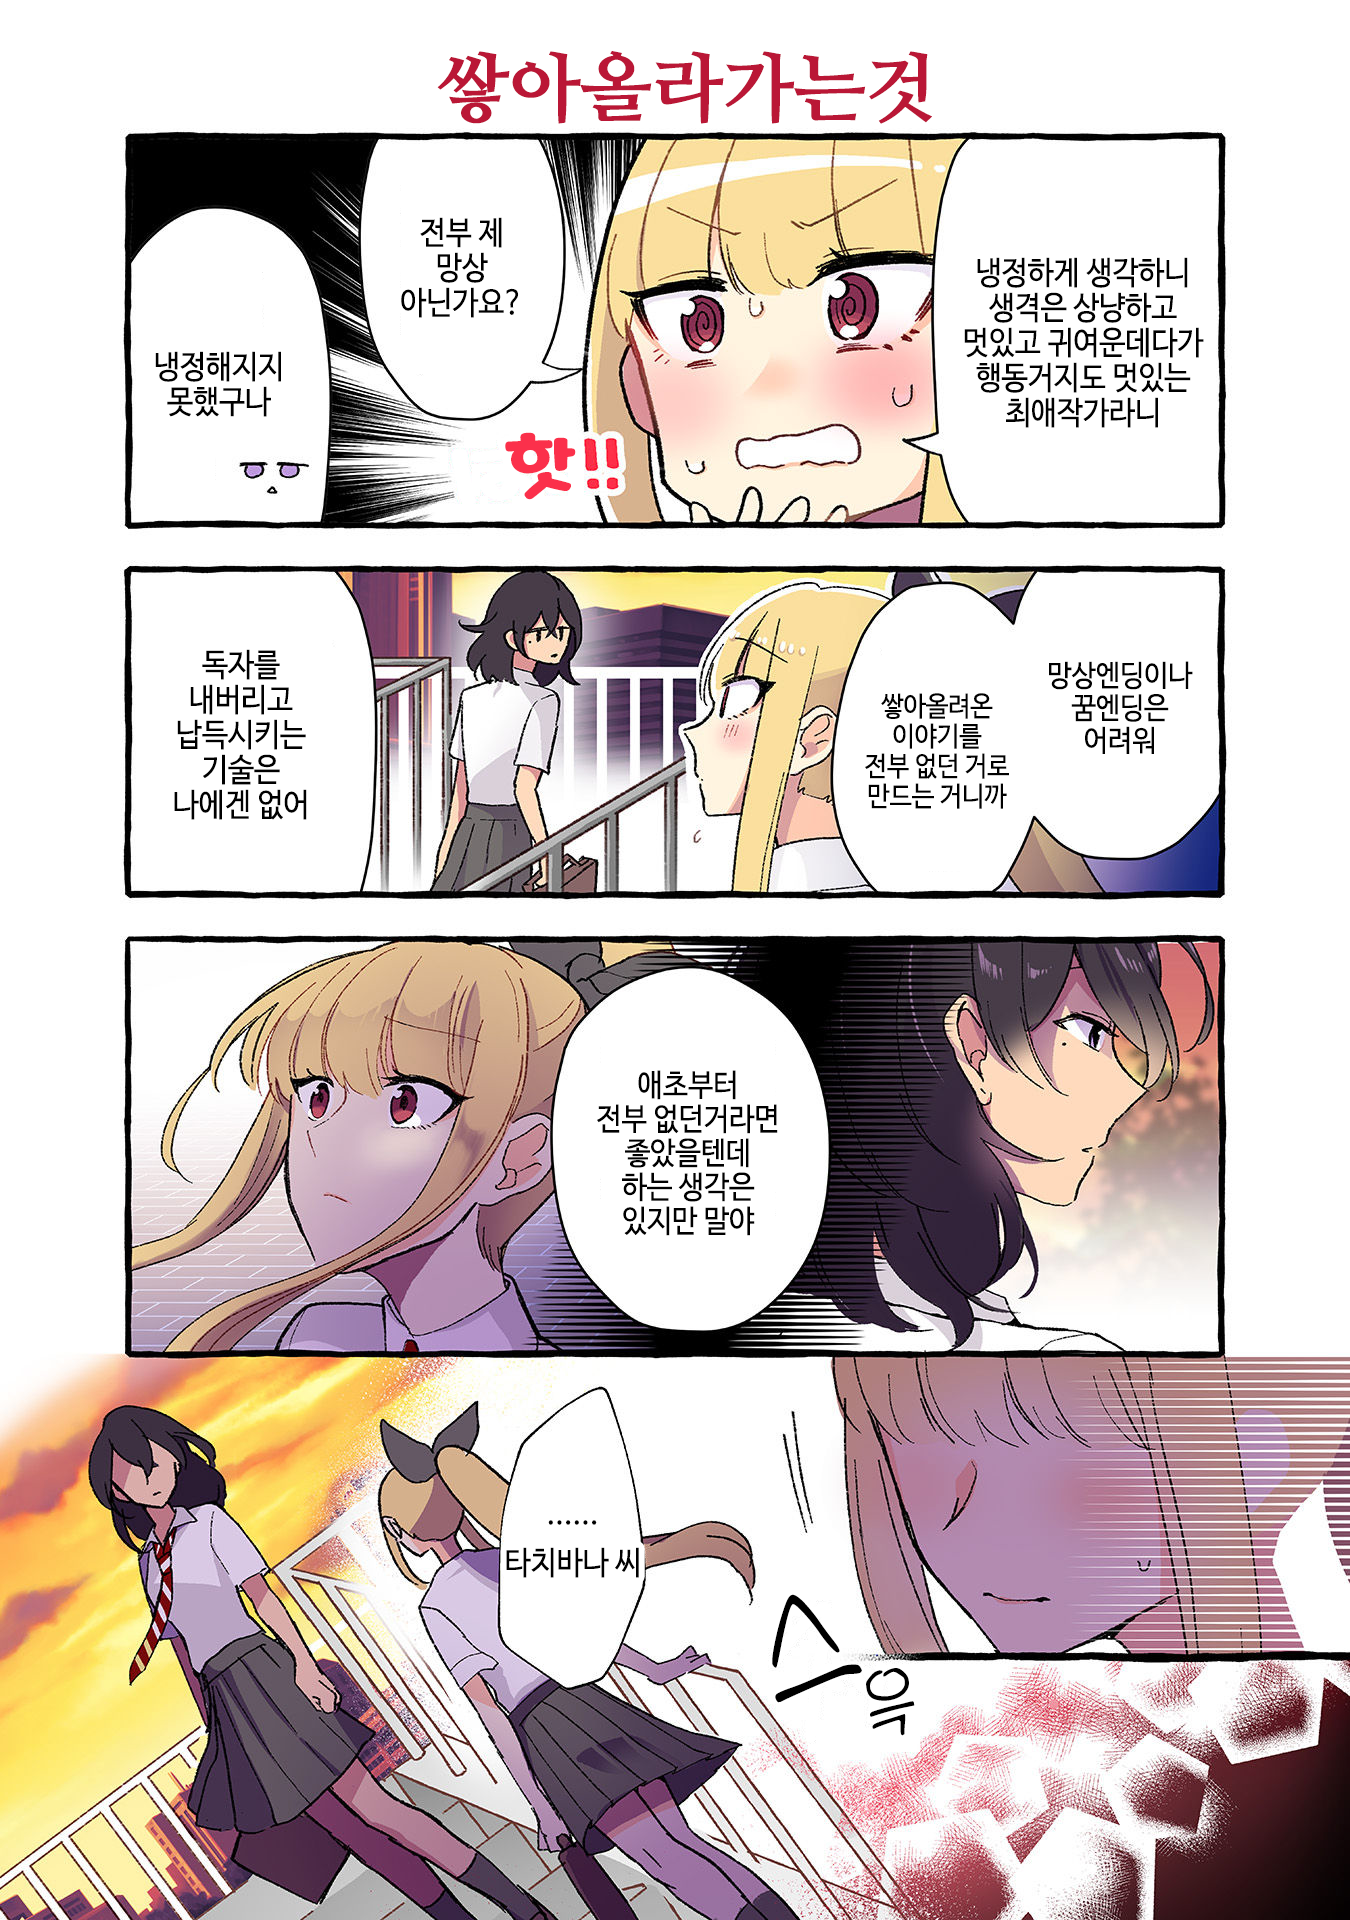 쌓아올라가는것
냉정하게 생각하니
생격은 상냥하고
멋있고 귀여운데다가
행동거지도 멋있는
최애작가라니
전부 제
망상
아닌가요?
핫!!
냉정해지지
못했구나
망상엔딩이나
꿈엔딩은
어려워
쌓아올려온
이야기를
전부 없던 거로
만드는 거니까
독자를
내버리고
납득시키는
기술은
나에겐 없어
애초부터
전부 없던거라면
좋았을텐데
하는 생각은
있지만 말야
스윽
......
타치바나 씨